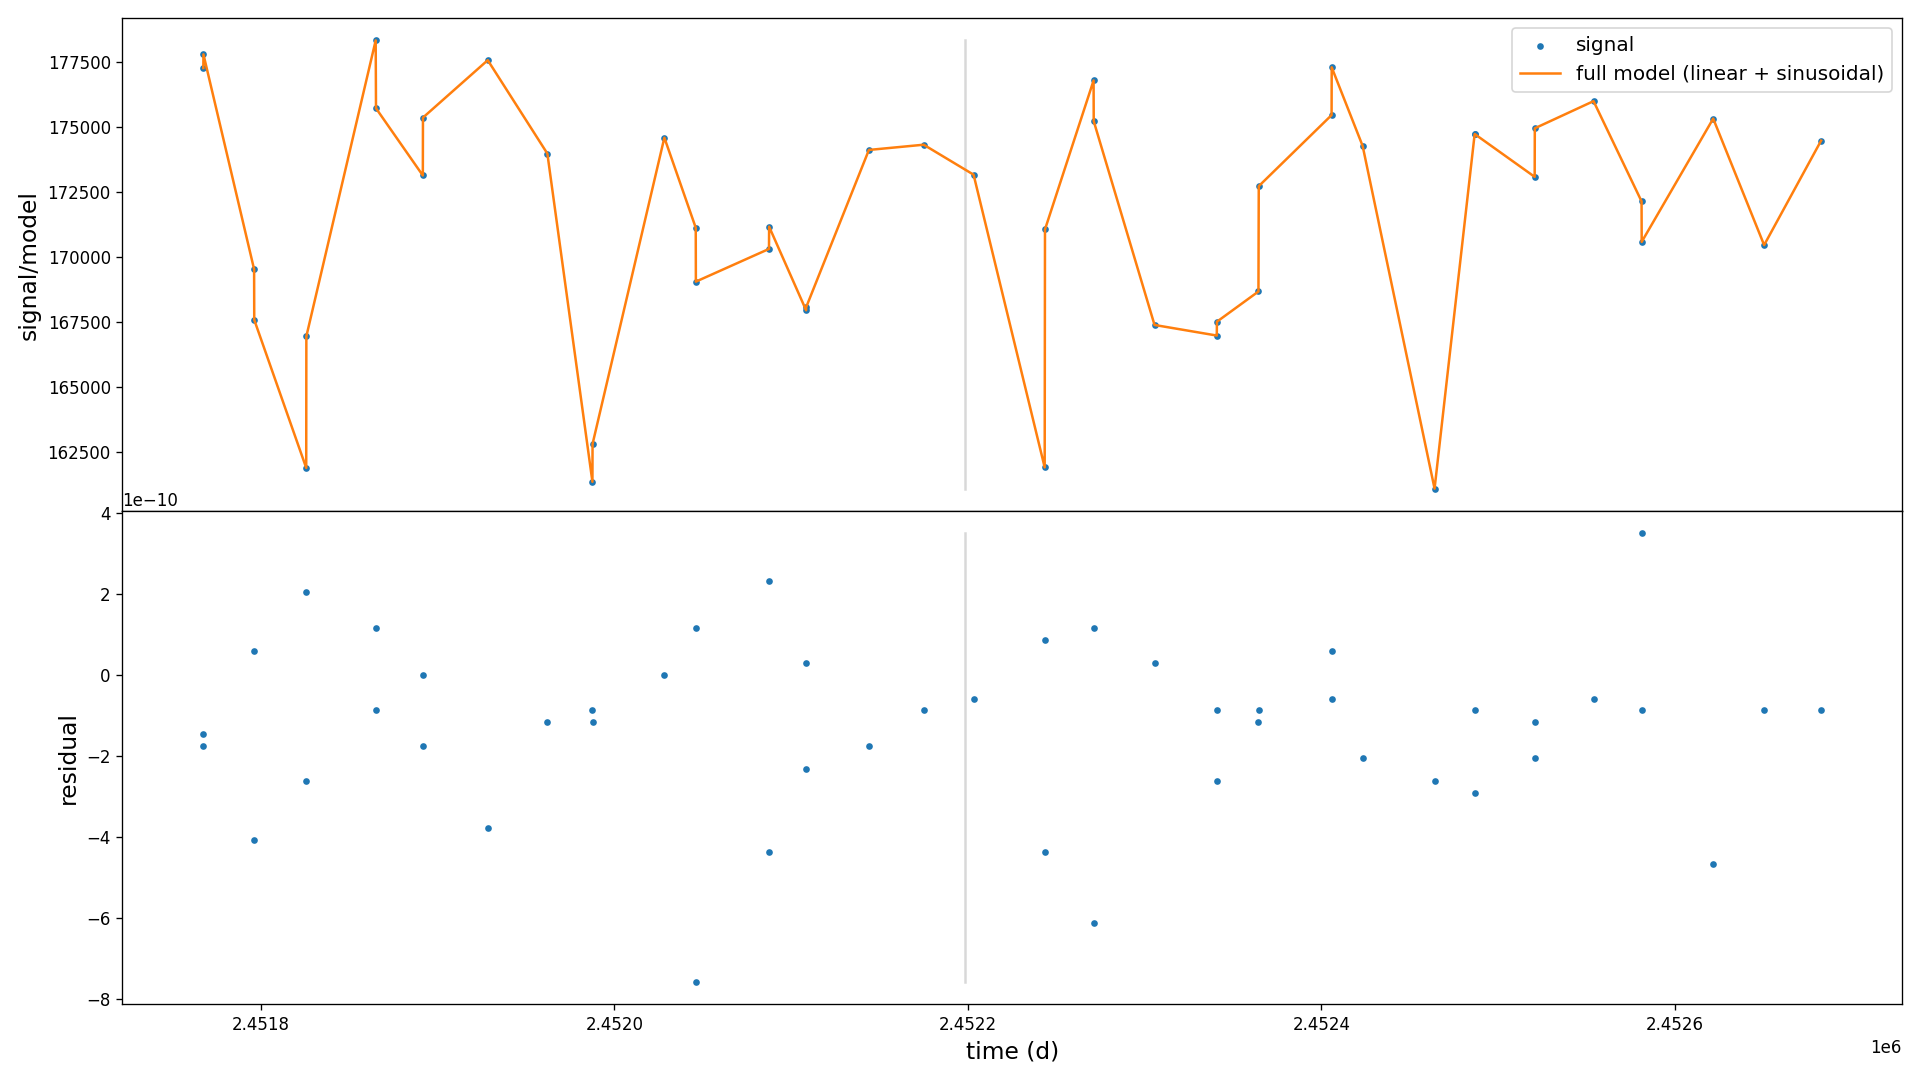 signal
full model (linear + sinusoidal)
signal/model
177500
175000
172500
170000
167500
165000
162500
1e−10
residual
4
2
0
−2
−4
−6
−8
2.4518
2.4520
2.4522
2.4524
2.4526
time (d)
1e6